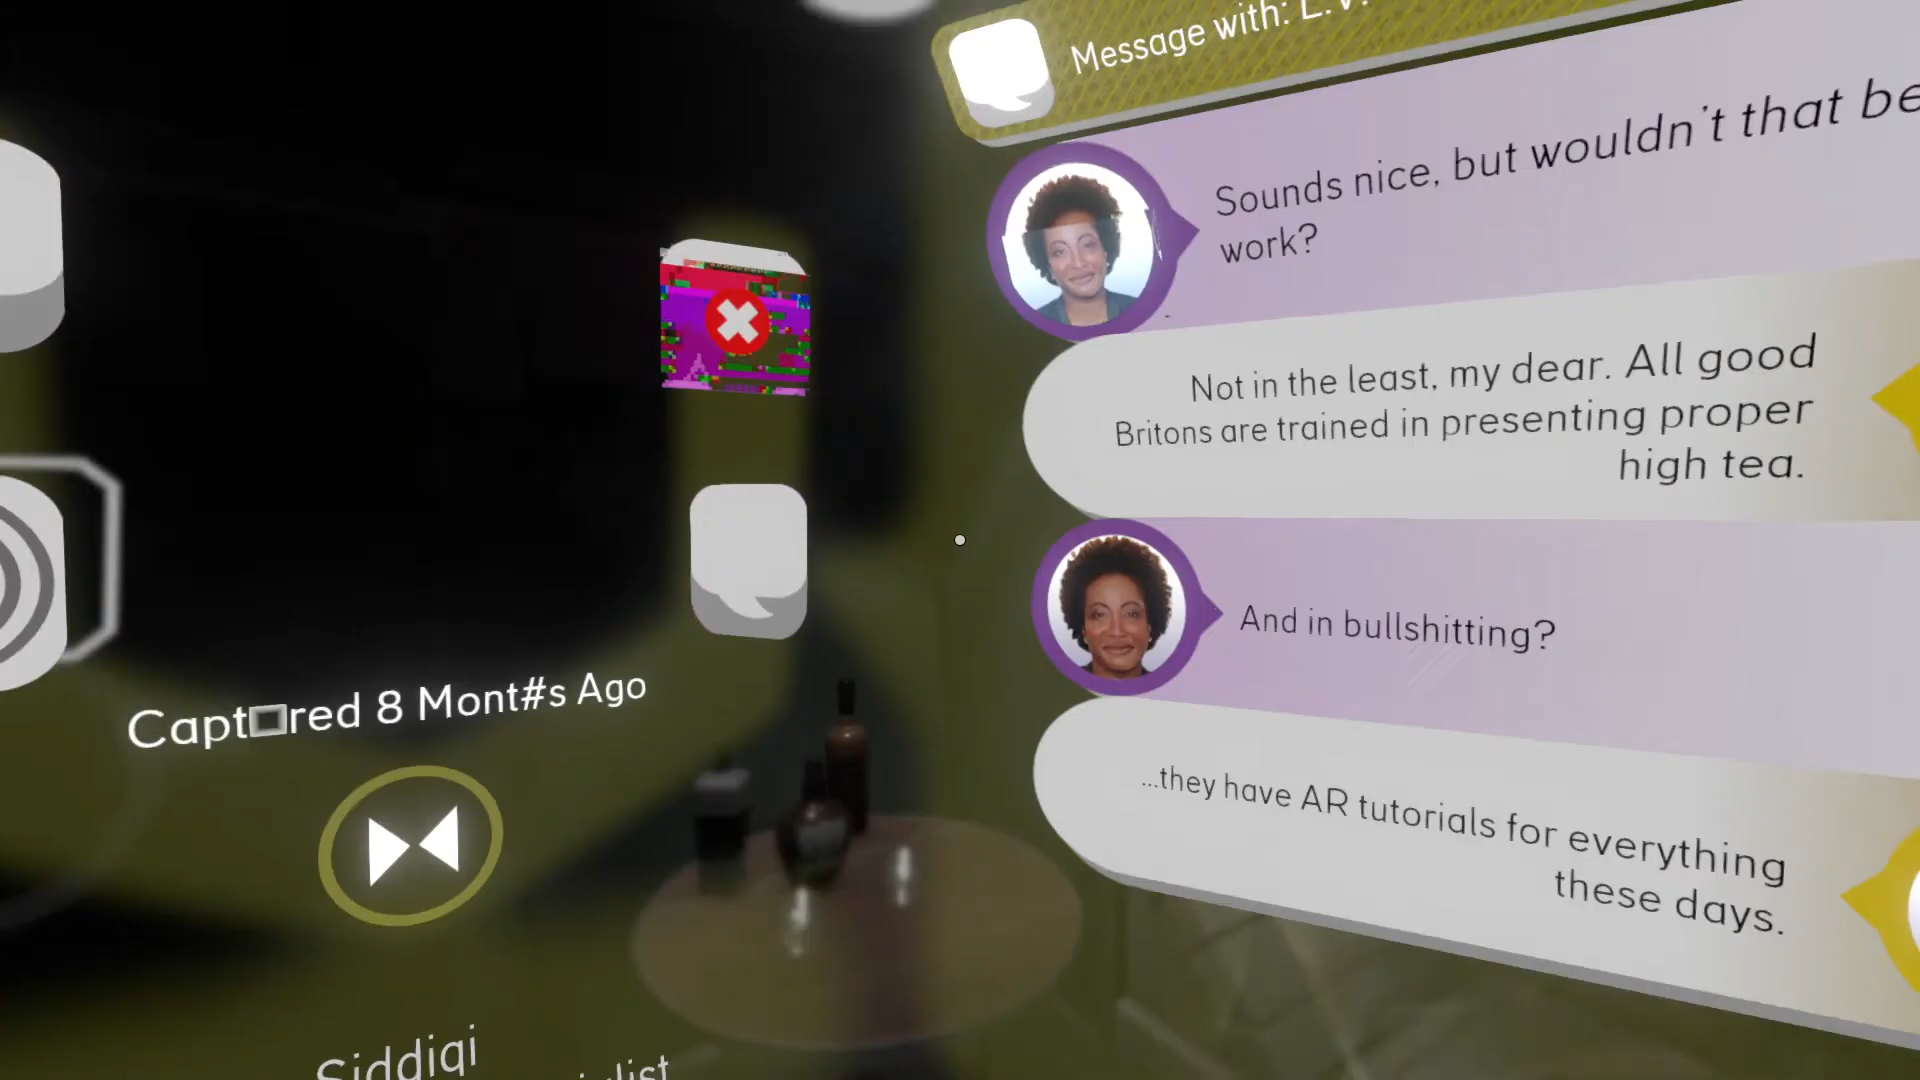 Message with:
Sounds nice, but wouldn't that be
work?
Not in the least, my dear. All good
Britons are trained in presenting proper
high tea.
And in bullshitting?
...they have AR tutorials for everything
these days.
Capt□red 8 Mont#s Ago
Siddiqi